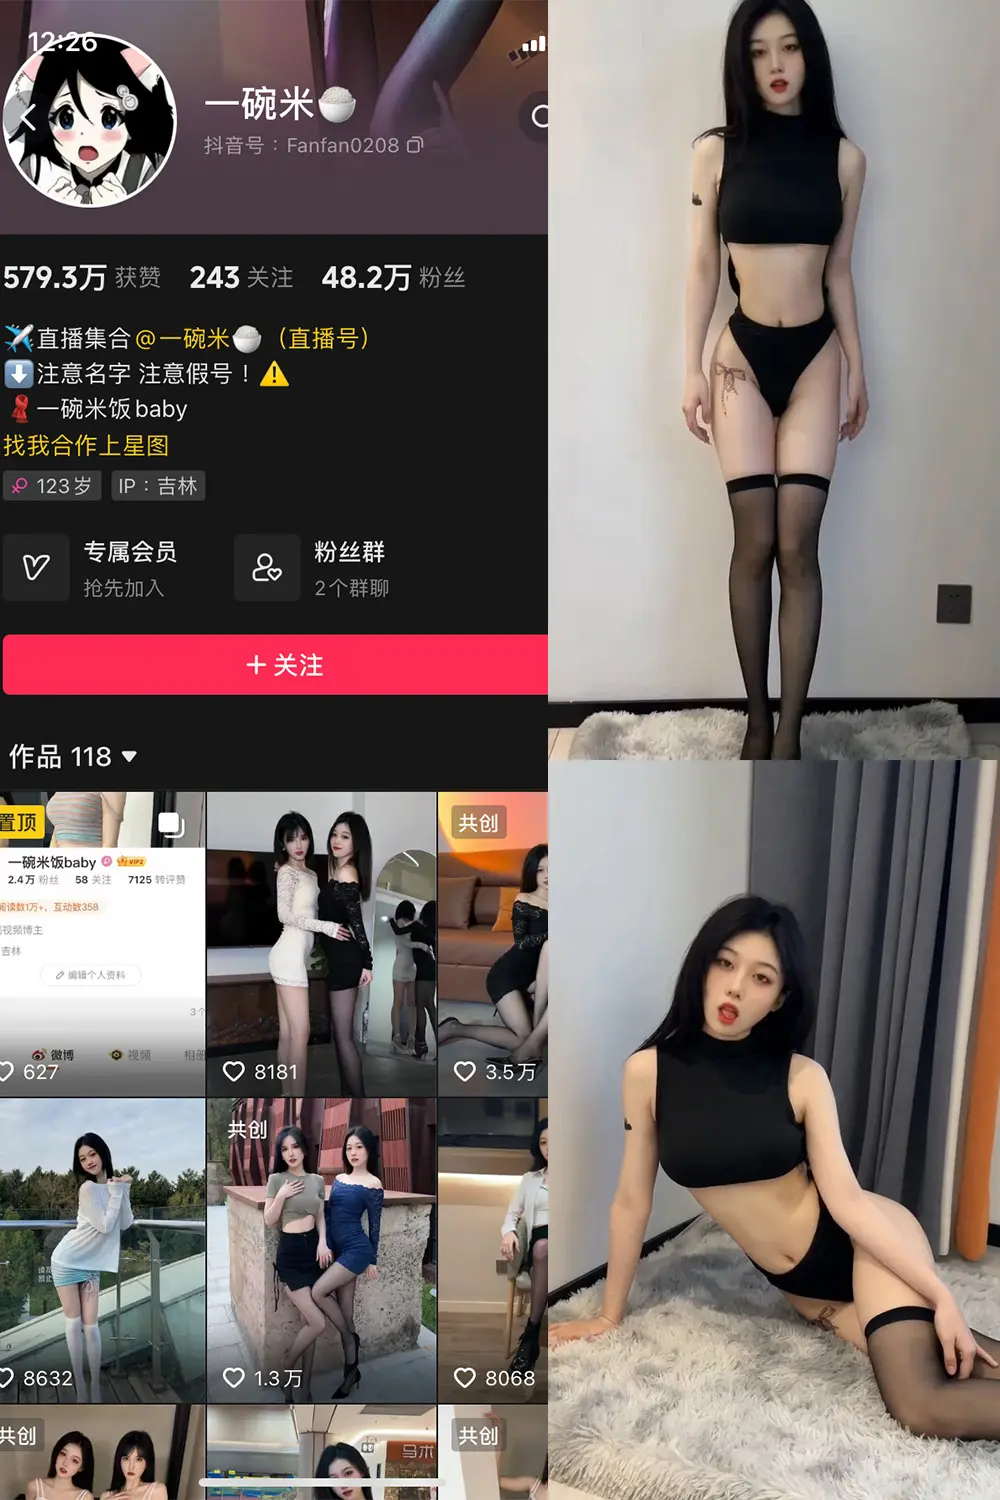 12:26
一碗米🍚
抖音号：Fanfan0208
579.3万 获赞 243 关注 48.2万 粉丝
✈️直播集合@一碗米🍚（直播号）
⬇️注意名字 注意假号！⚠️
🧣一碗米饭baby
找我合作上星图
123岁 IP：吉林
专属会员
抢先加入
粉丝群
2个群聊
+ 关注
作品 118
置顶
一碗米饭baby VIP2
2.4万 粉丝 58 关注 7125 转评赞
阅读数1万+，互动数358
视频博主
吉林
编辑个人资料
微博 视频 相册
627
8181
共创
3.5万
8632
共创
1.3万
8068
共创
马术
共创